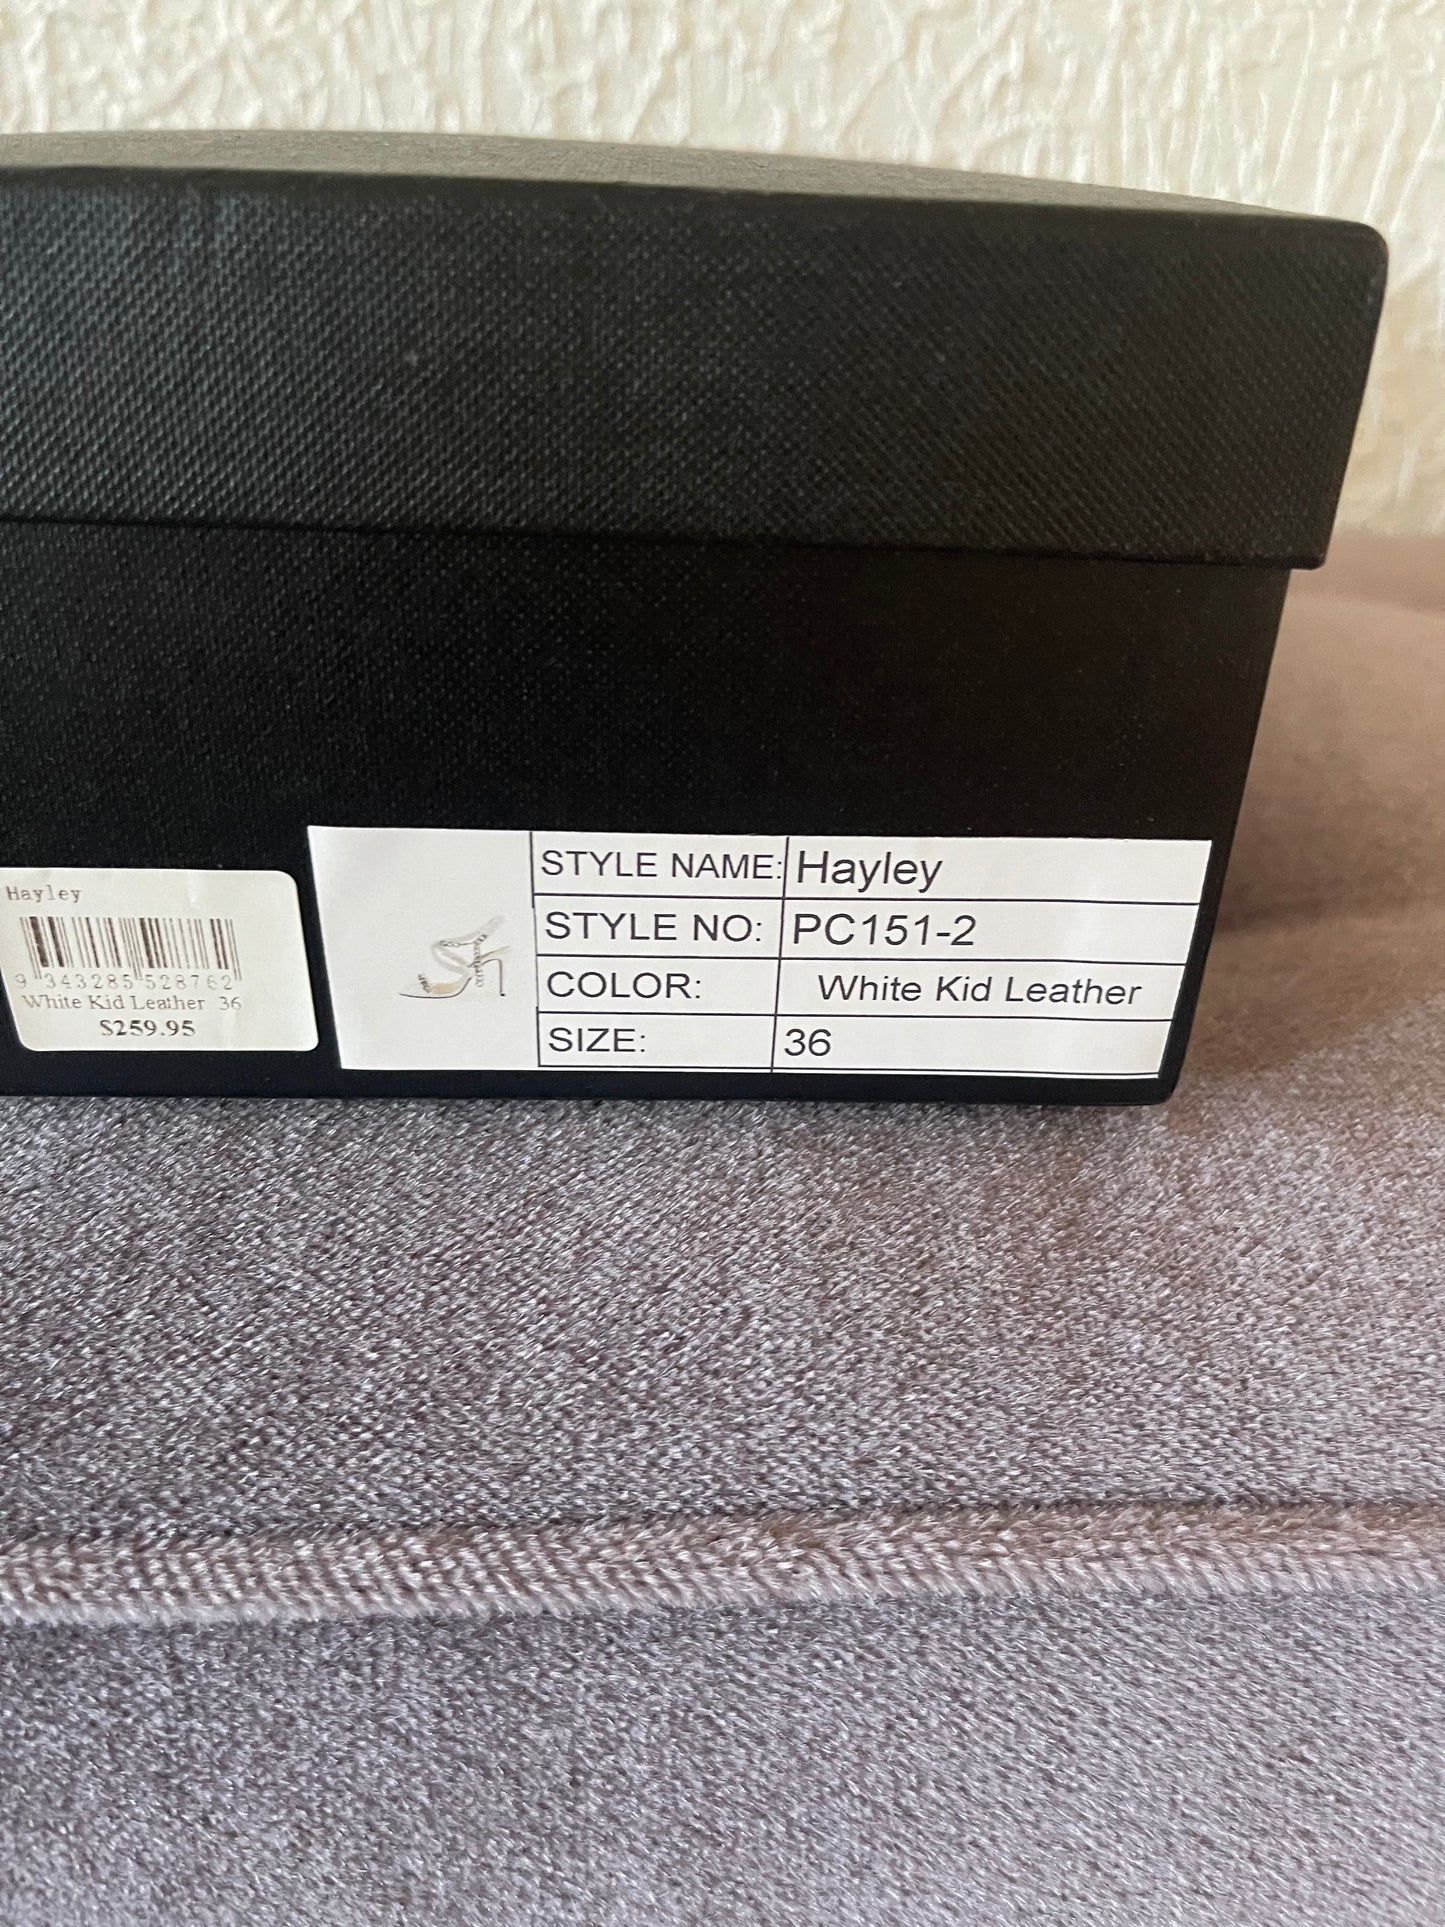 Hayley
9 343285 528762
White Kid Leather 36
$259.95
STYLE NAME: Hayley
STYLE NO: PC151-2
COLOR: White Kid Leather
SIZE: 36